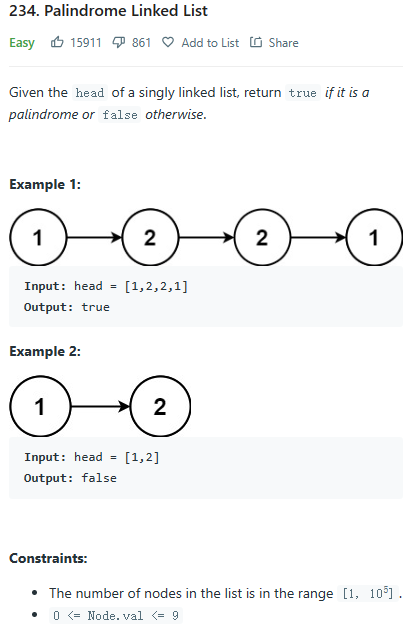 234. Palindrome Linked List
Easy 15911 861 Add to List Share
Given the head of a singly linked list, return true if it is a
palindrome or false otherwise.
Example 1:
1 2 2 1
Input: head = [1,2,2,1]
Output: true
Example 2:
1 2
Input: head = [1,2]
Output: false
Constraints:
• The number of nodes in the list is in the range [1, 10⁵] .
• 0 <= Node.val <= 9